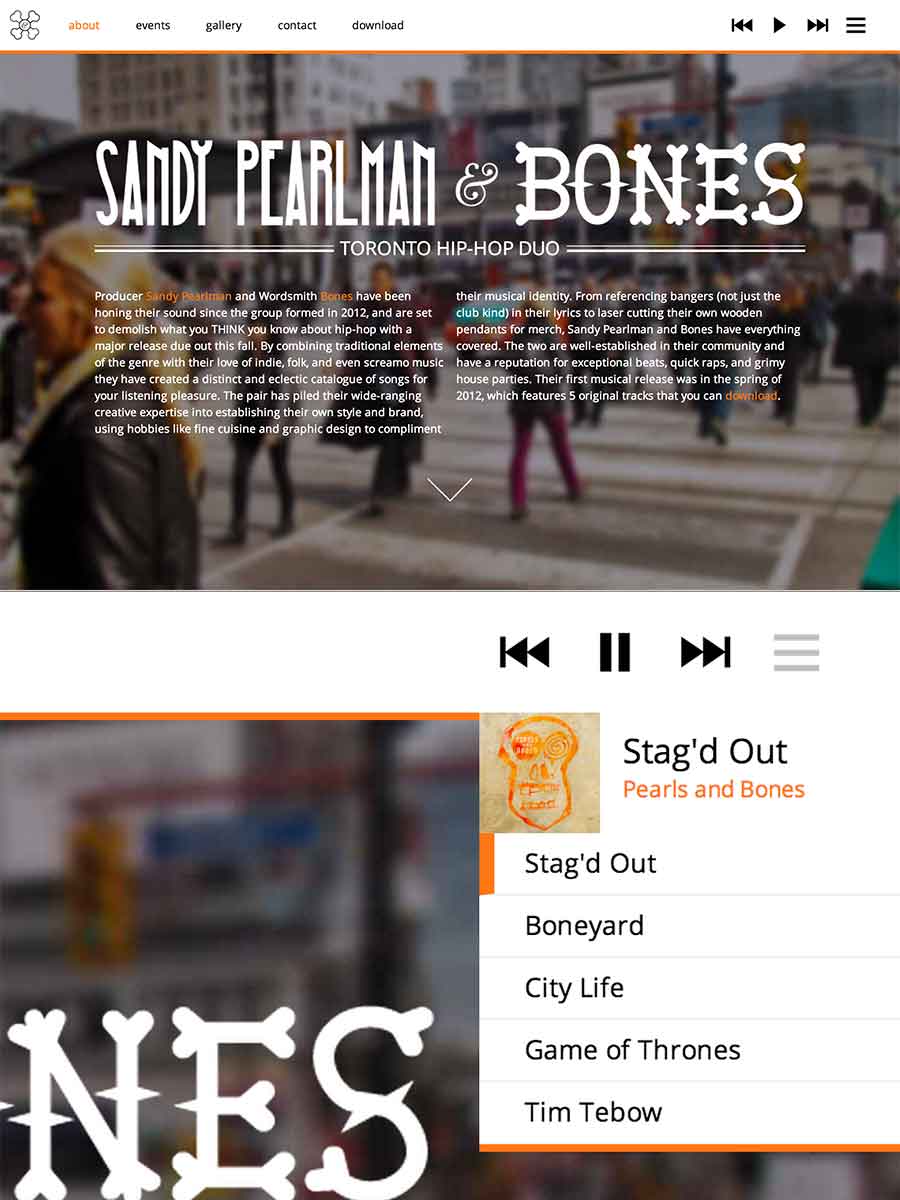 about events gallery contact download
SANDY PEARLMAN & BONES
TORONTO HIP-HOP DUO
Producer Sandy Pearlman and Wordsmith Bones have been
honing their sound since the group formed in 2012, and are set
to demolish what you THINK you know about hip-hop with a
major release due out this fall. By combining traditional elements
of the genre with their love of indie, folk, and even screamo music
they have created a distinct and eclectic catalogue of songs for
your listening pleasure. The pair has piled their wide-ranging
creative expertise into establishing their own style and brand,
using hobbies like fine cuisine and graphic design to compliment
their musical identity. From referencing bangers (not just the
club kind) in their lyrics to laser cutting their own wooden
pendants for merch, Sandy Pearlman and Bones have everything
covered. The two are well-established in their community and
have a reputation for exceptional beats, quick raps, and grimy
house parties. Their first musical release was in the spring of
2012, which features 5 original tracks that you can download.
Stag'd Out
Pearls and Bones
Stag'd Out
Boneyard
City Life
Game of Thrones
Tim Tebow
NES